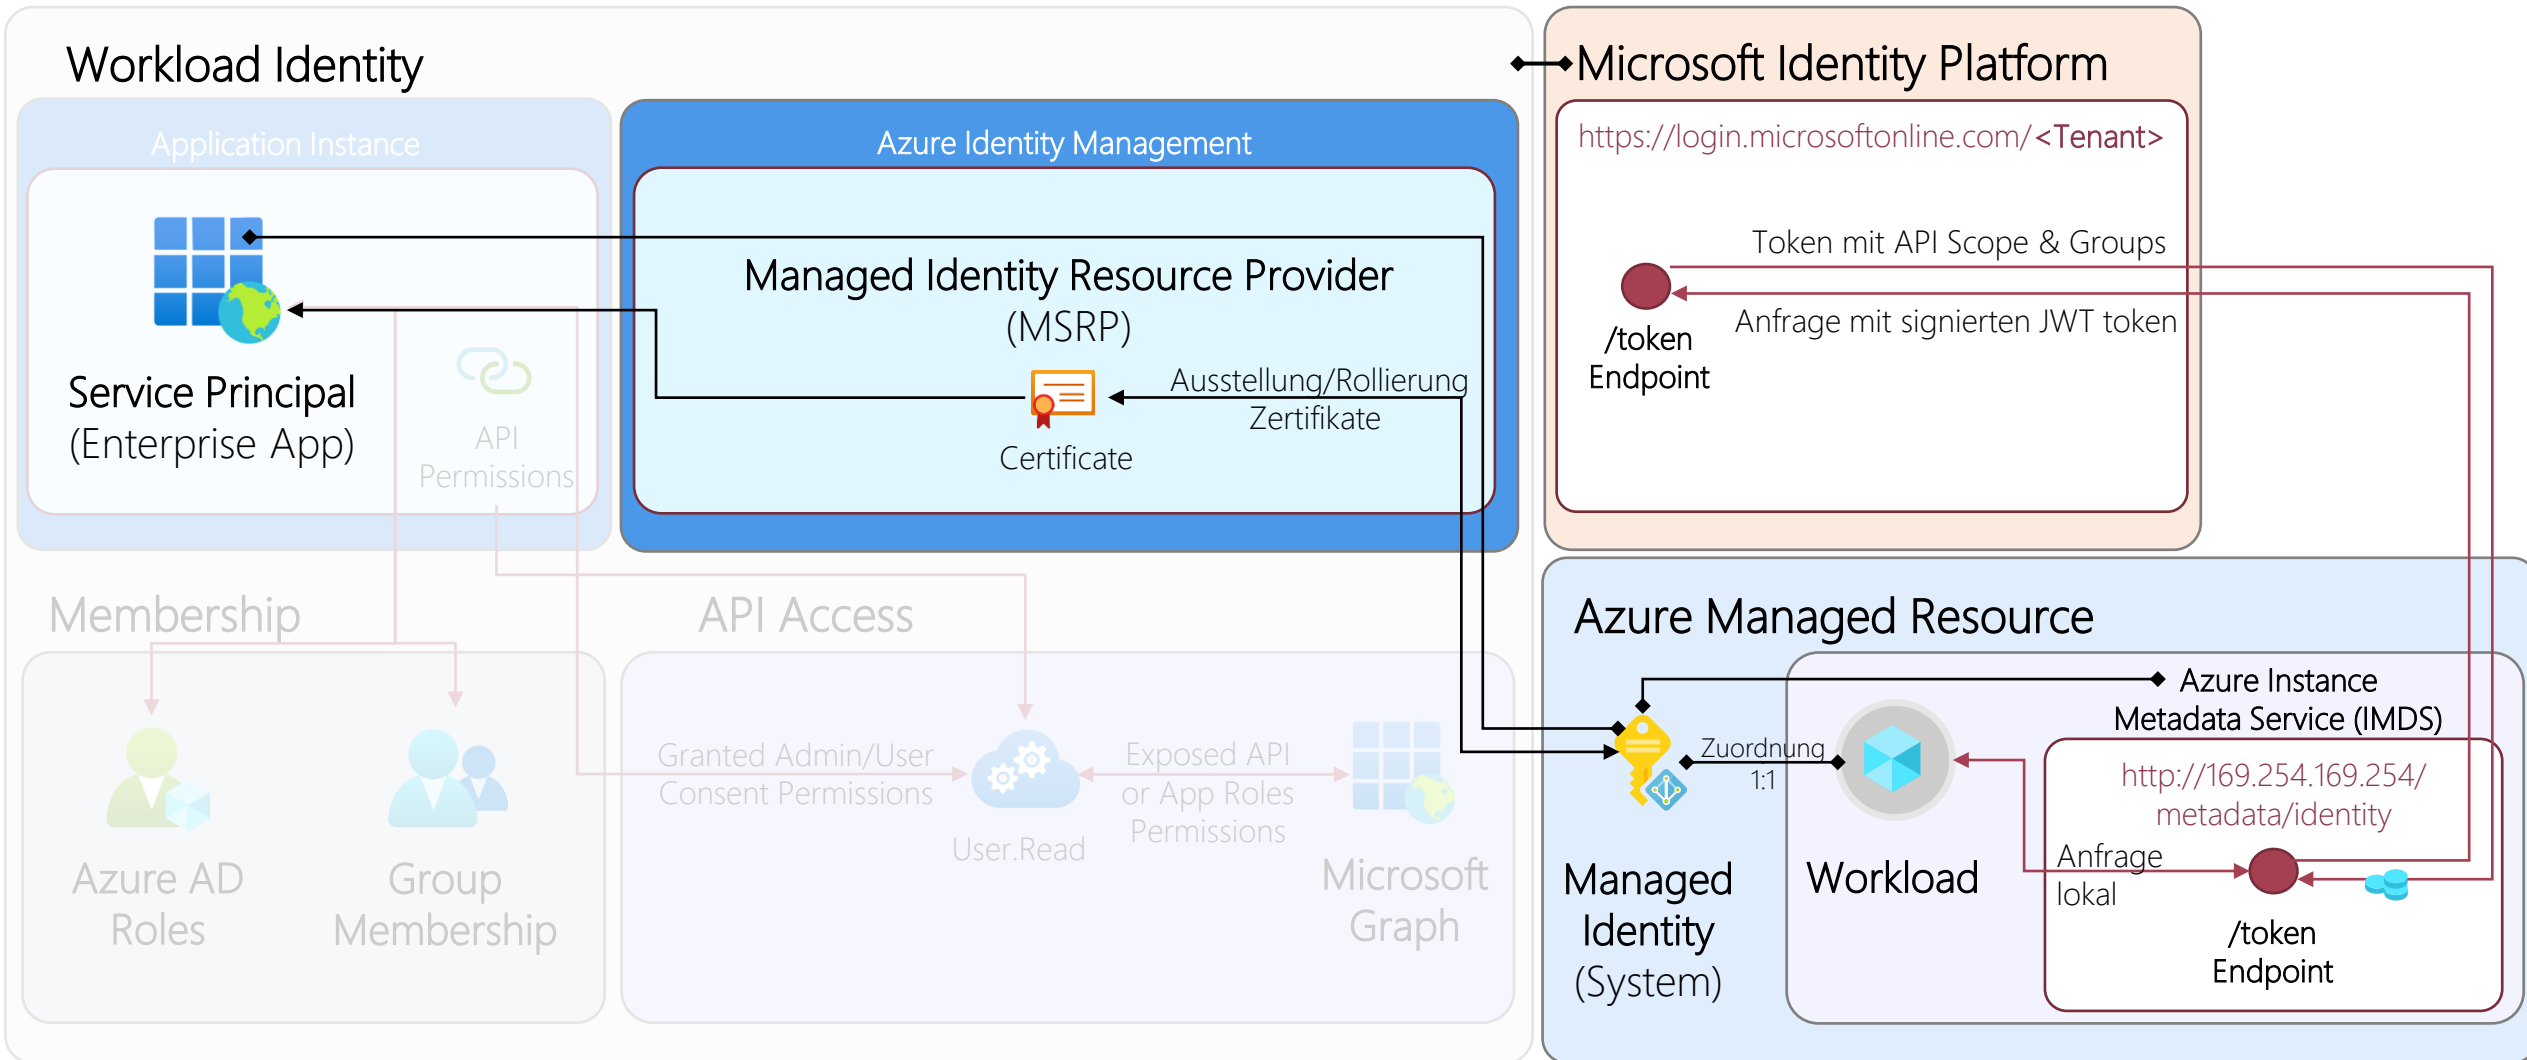 Workload Identity
Application Instance
Service Principal
(Enterprise App)
API
Permissions
Azure Identity Management
Managed Identity Resource Provider
(MSRP)
Ausstellung/Rollierung
Zertifikate
Certificate
Microsoft Identity Platform
https://login.microsoftonline.com/<Tenant>
Token mit API Scope & Groups
Anfrage mit signierten JWT token
/token
Endpoint
Membership
Azure AD
Roles
Group
Membership
API Access
Granted Admin/User
Consent Permissions
User.Read
Exposed API
or App Roles
Permissions
Microsoft
Graph
Azure Managed Resource
Managed
Identity
(System)
Zuordnung
1:1
Workload
Azure Instance
Metadata Service (IMDS)
http://169.254.169.254/
metadata/identity
Anfrage
lokal
/token
Endpoint